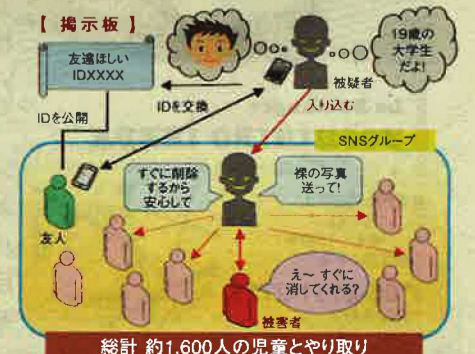 【 掲示板 】
友達ほしい
IDXXXX
19歳の
大学生
だよ!
被疑者
IDを交換
入り込む
IDを公開
SNSグループ
すぐに削除
するから
安心して
裸の写真
送って!
友人
え~ すぐに
消してくれる?
被害者
総計 約1,600人の児童とやり取り